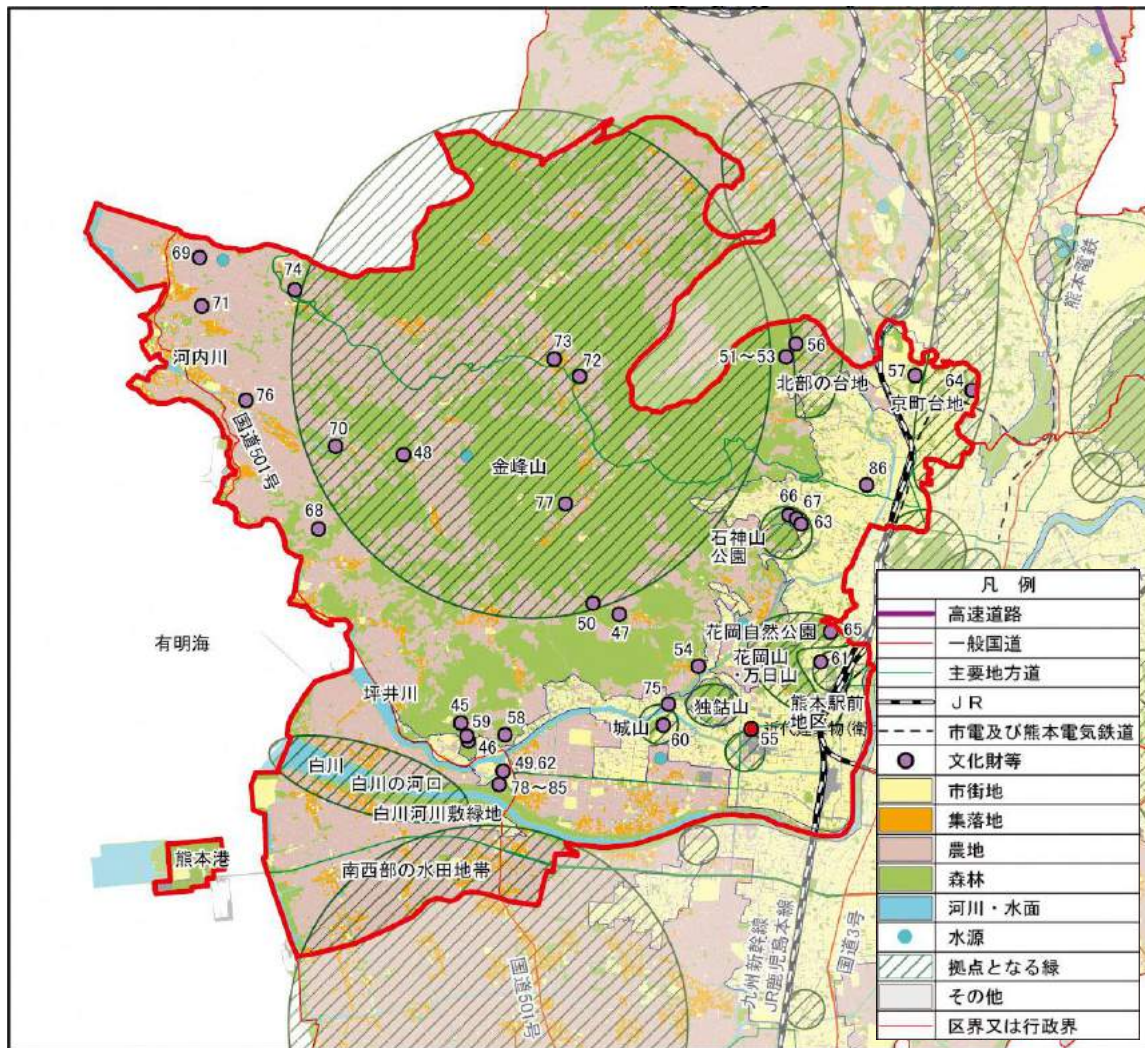 69
71
74
河内川
76
国道501号
73
72
70
48
金峰山
77
68
56
51～53
北部の台地
57
64
京町台地
熊本電鉄
86
66
67
63
石神山
公園
50
47
有明海
坪井川
54
花岡自然公園
65
花岡山
・万日山
61
75
独鈷山
熊本駅前
地区
城山
60
55
45
59
46
58
49,62
78～85
白川
白川の河口
白川河川敷緑地
熊本港
南西部の水田地帯
国道501号
九州新幹線
JR鹿児島本線
国道3号
凡 例
高速道路
一般国道
主要地方道
ＪＲ
市電及び熊本電気鉄道
文化財等
市街地
集落地
農地
森林
河川・水面
水源
拠点となる緑
その他
区界又は行政界